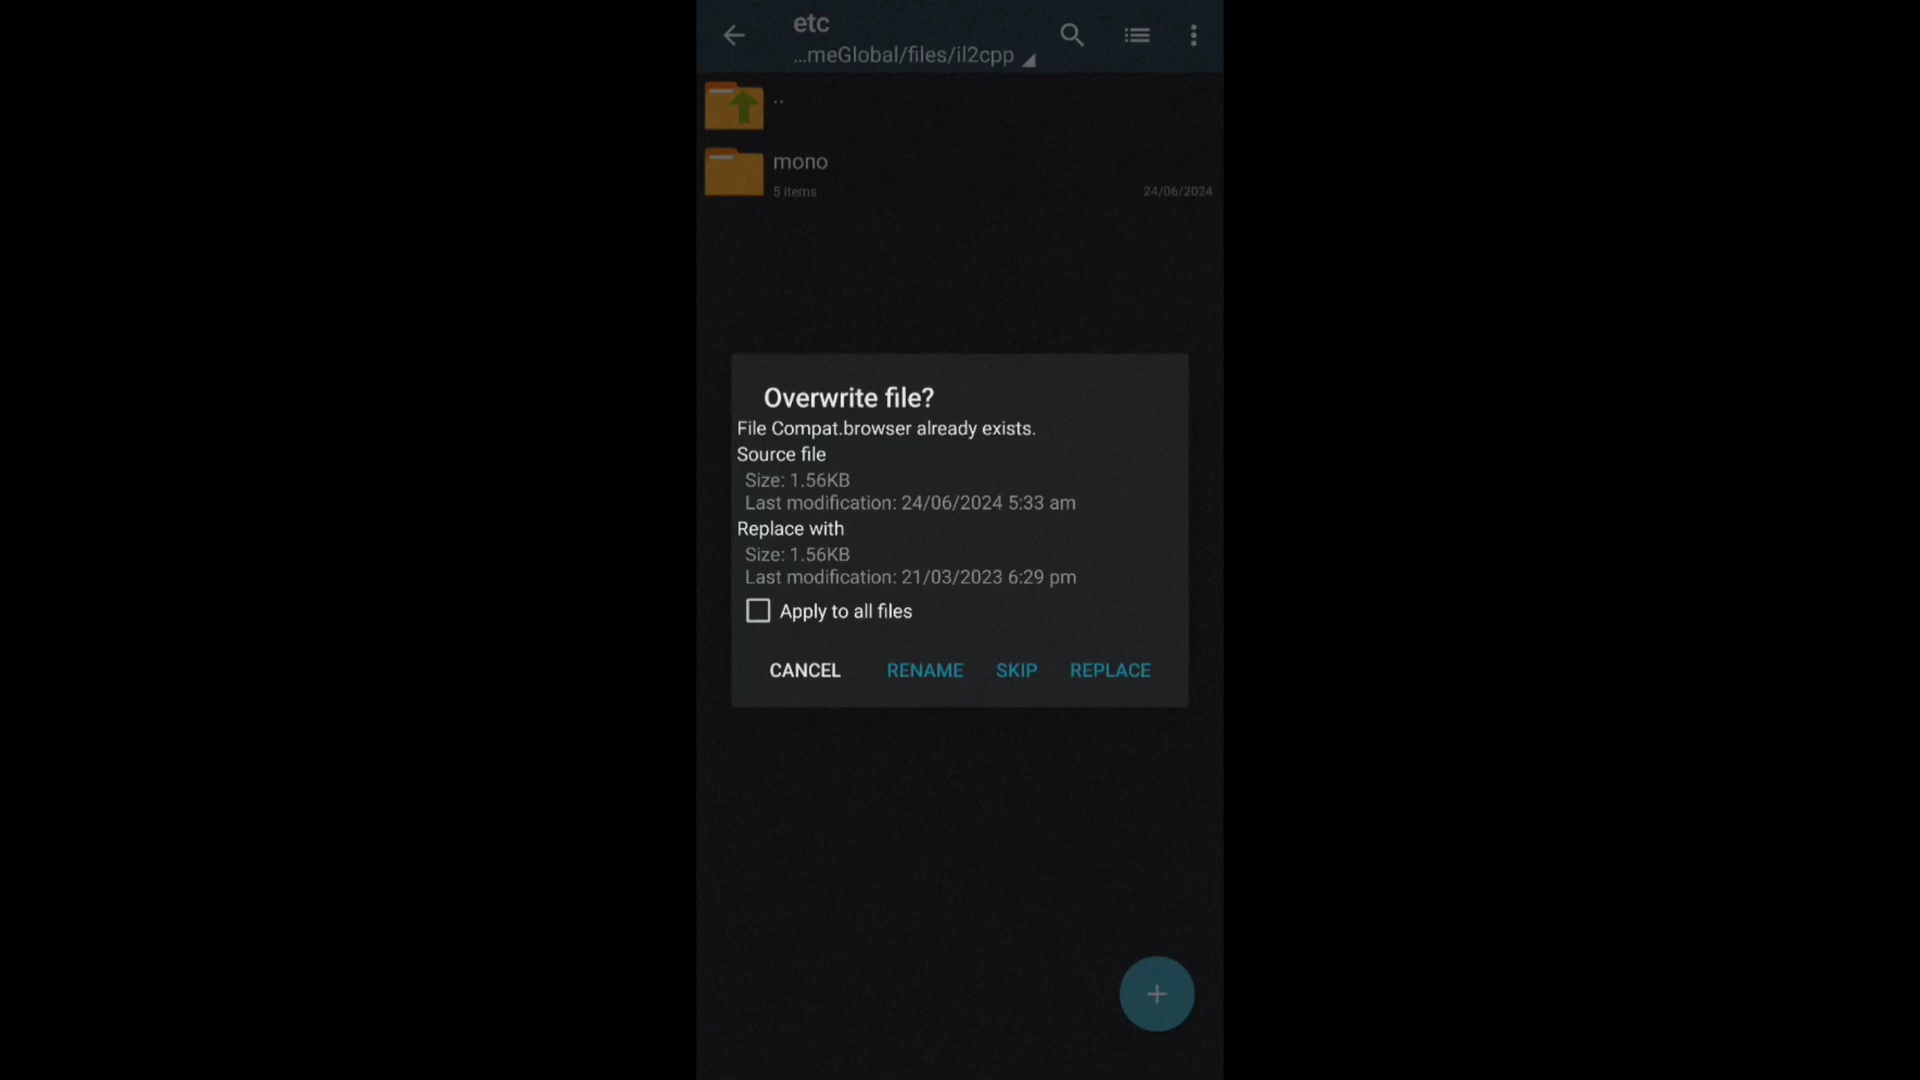 etc
...meGlobal/files/il2cpp
..
mono
5 items
24/06/2024
Overwrite file?
File Compat.browser already exists.
Source file
Size: 1.56KB
Last modification: 24/06/2024 5:33 am
Replace with
Size: 1.56KB
Last modification: 21/03/2023 6:29 pm
Apply to all files
CANCEL RENAME SKIP REPLACE